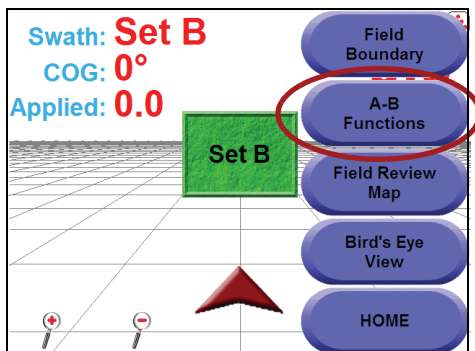 Swath: Set B
COG: 0°
Applied: 0.0
Set B
Field
Boundary
A-B
Functions
Field Review
Map
Bird's Eye
View
HOME